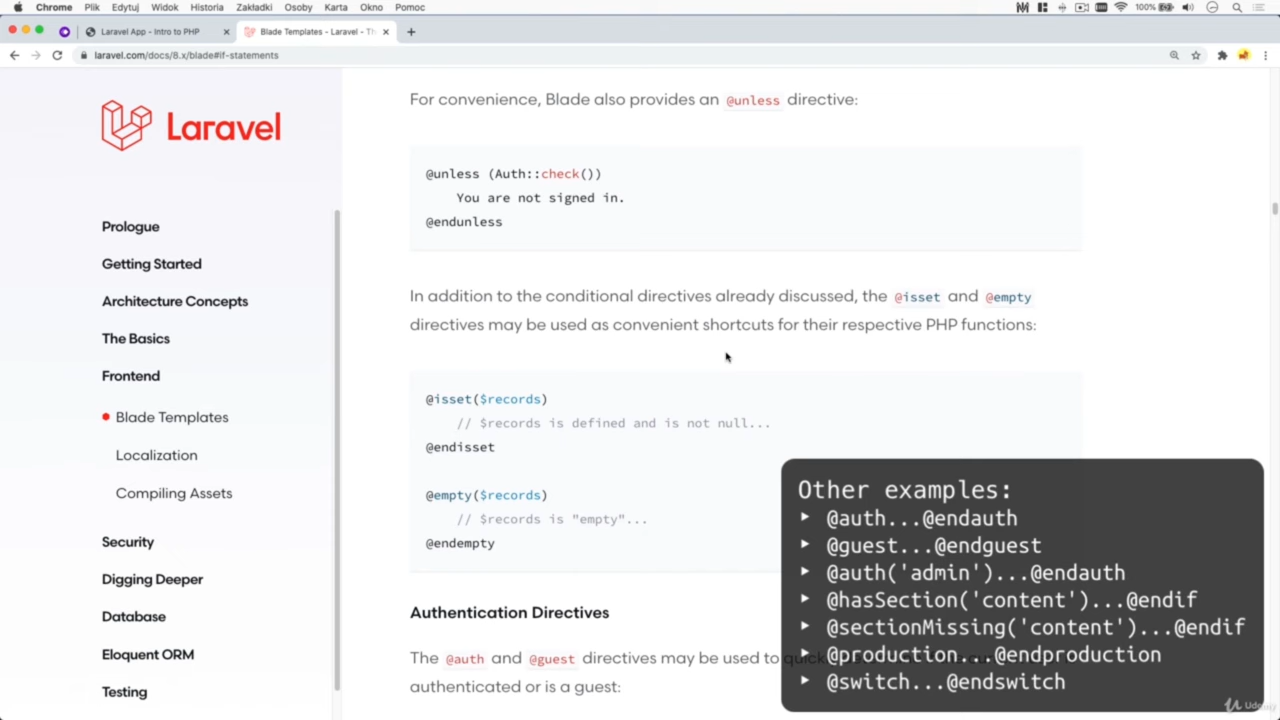 Chrome Plik Edytuj Widok Historia Zakładki Osoby Karta Okno Pomoc 100%
Laravel App - Intro to PHP
Blade Templates - Laravel - Th
laravel.com/docs/8.x/blade#if-statements
Laravel
Prologue
Getting Started
Architecture Concepts
The Basics
Frontend
Blade Templates
Localization
Compiling Assets
Security
Digging Deeper
Database
Eloquent ORM
Testing
For convenience, Blade also provides an @unless directive:
@unless (Auth::check())
You are not signed in.
@endunless
In addition to the conditional directives already discussed, the @isset and @empty
directives may be used as convenient shortcuts for their respective PHP functions:
@isset($records)
// $records is defined and is not null...
@endisset
@empty($records)
// $records is "empty"...
@endempty
Authentication Directives
The @auth and @guest directives may be used to
authenticated or is a guest:
Other examples:
‣ @auth...@endauth
‣ @guest...@endguest
‣ @auth('admin')...@endauth
‣ @hasSection('content')...@endif
‣ @sectionMissing('content')...@endif
‣ @production...@endproduction
‣ @switch...@endswitch
Udemy